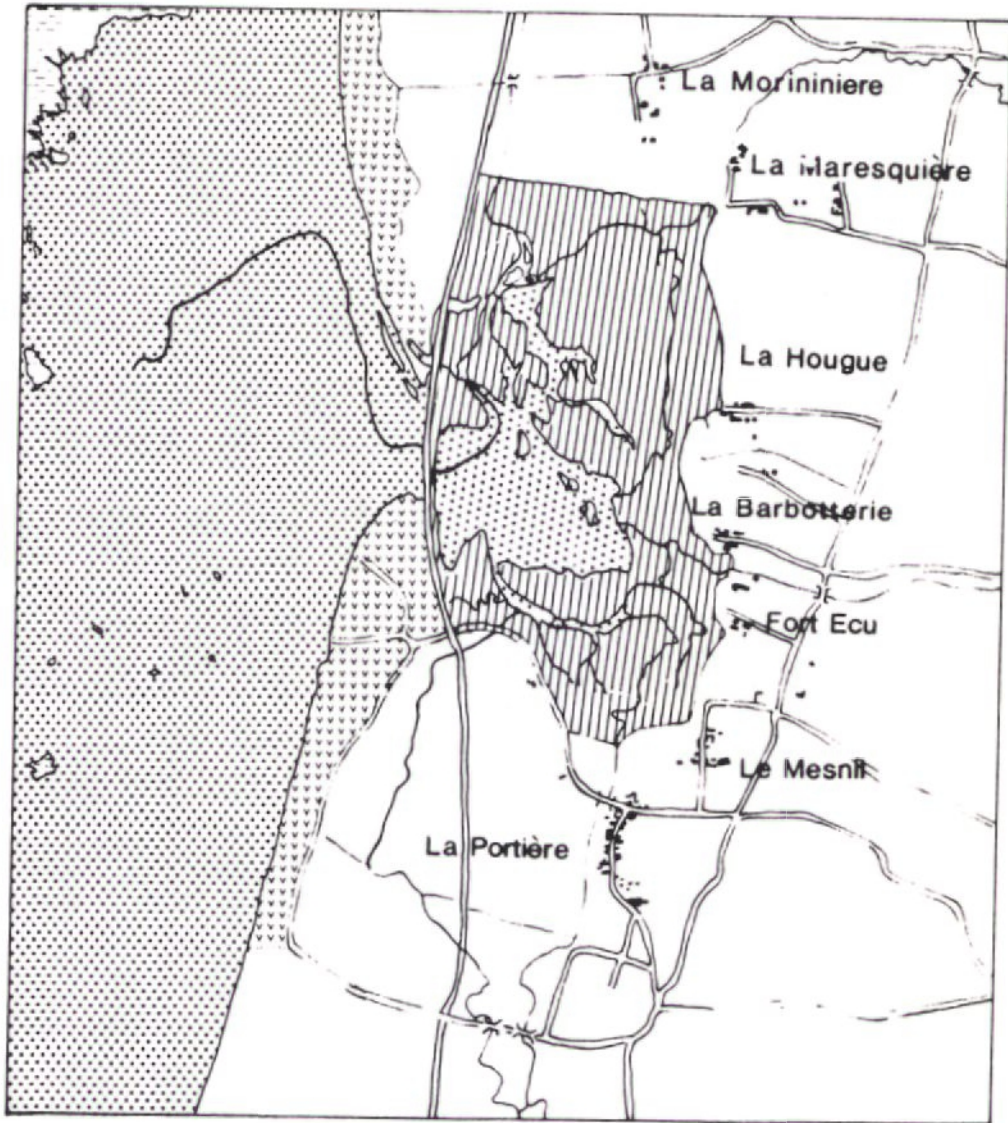 La Morininiere
La Maresquière
La Hougue
La Barbotterie
Fort Ecu
Le Mesnil
La Portière